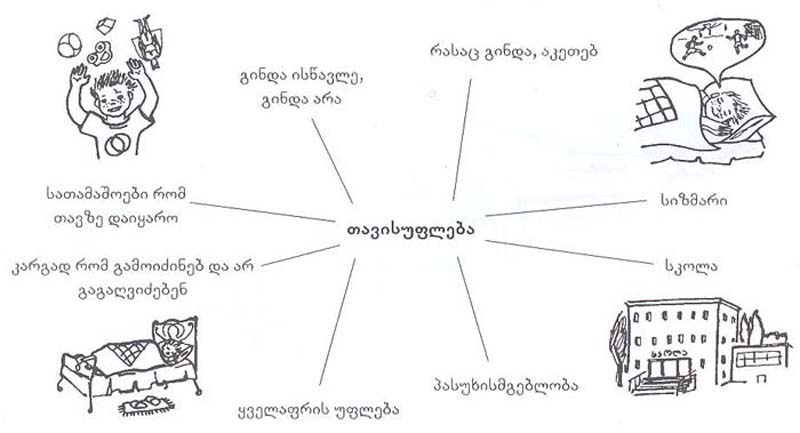 გინდა ისწავლე,
გინდა არა
რასაც გინდა, აკეთებ
სათამაშოები რომ
თავზე დაიყარო
სიზმარი
თავისუფლება
კარგად რომ გამოიძინებ და არ
გაგაღვიძებენ
სკოლა
სკოლა
ყველაფრის უფლება
პასუხისმგებლობა